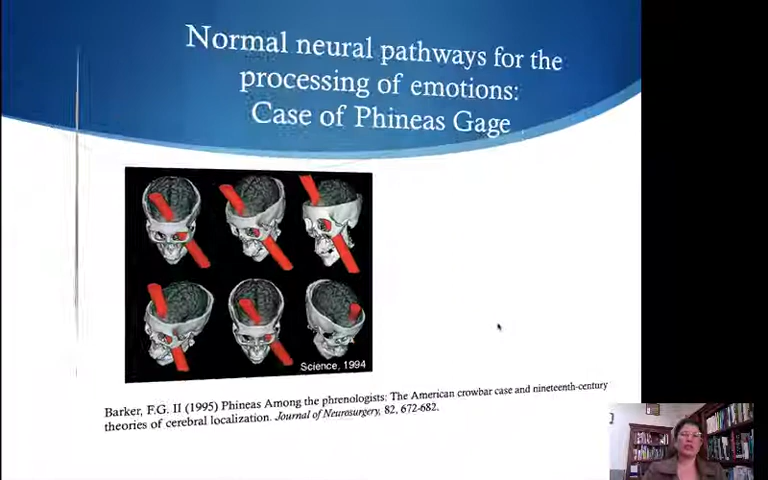 Normal neural pathways for the
processing of emotions:
Case of Phineas Gage
Science, 1994
Barker, F.G. II (1995) Phineas Among the phrenologists: The American crowbar case and nineteenth-century
theories of cerebral localization. Journal of Neurosurgery, 82, 672-682.